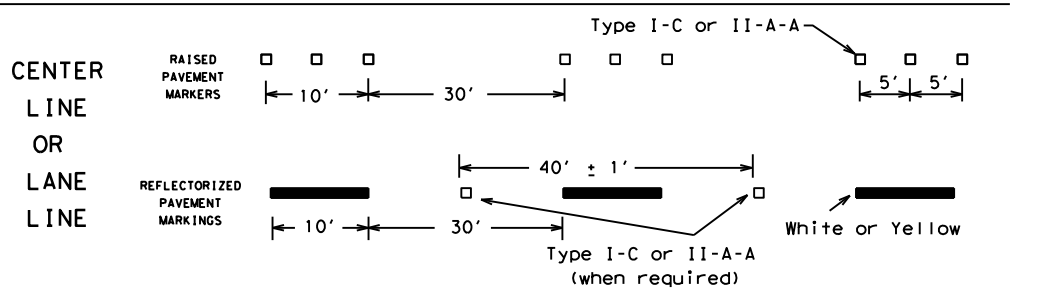 Type I-C or II-A-A
CENTER
LINE
OR
LANE
LINE
RAISED
PAVEMENT
MARKERS
10'
30'
5'
5'
REFLECTORIZED
PAVEMENT
MARKINGS
40' ± 1'
10'
30'
White or Yellow
Type I-C or II-A-A
(when required)